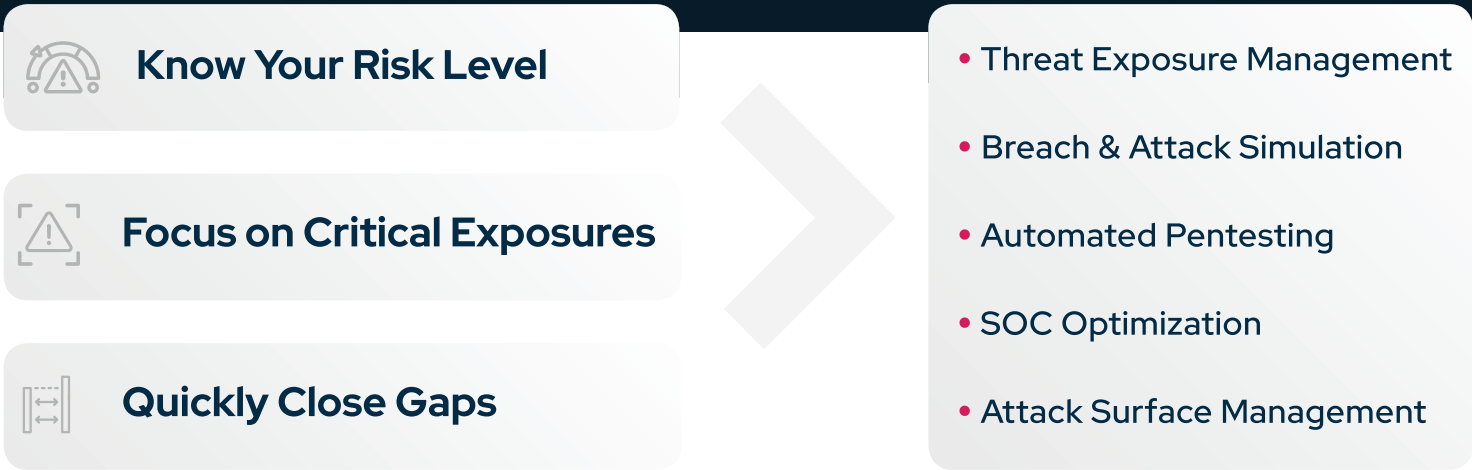 Know Your Risk Level
Focus on Critical Exposures
Quickly Close Gaps
• Threat Exposure Management
• Breach & Attack Simulation
• Automated Pentesting
• SOC Optimization
• Attack Surface Management